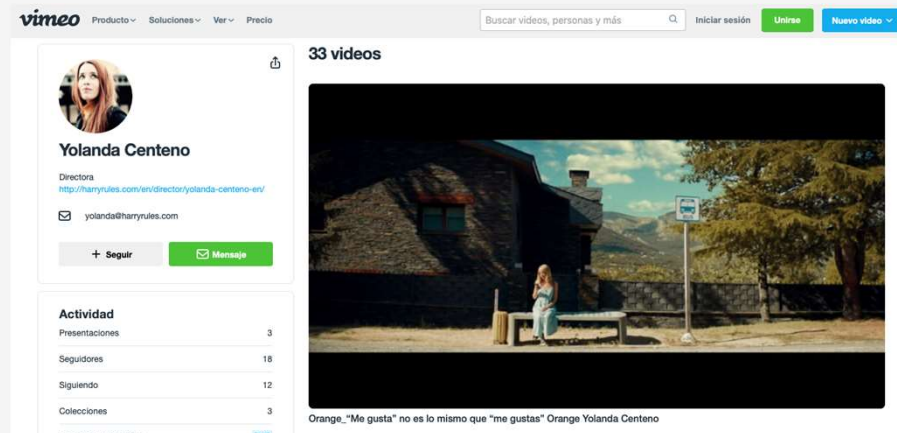 vimeo Producto Soluciones Ver Precio Buscar videos, personas y más Iniciar sesión Unirse Nuevo video
33 videos
Yolanda Centeno
Directora
http://harryrules.com/en/director/yolanda-centeno-en/
yolanda@harryrules.com
+ Seguir Mensaje
Actividad
Presentaciones 3
Seguidores 18
Siguiendo 12
Colecciones 3
Orange_“Me gusta” no es lo mismo que “me gustas” Orange Yolanda Centeno